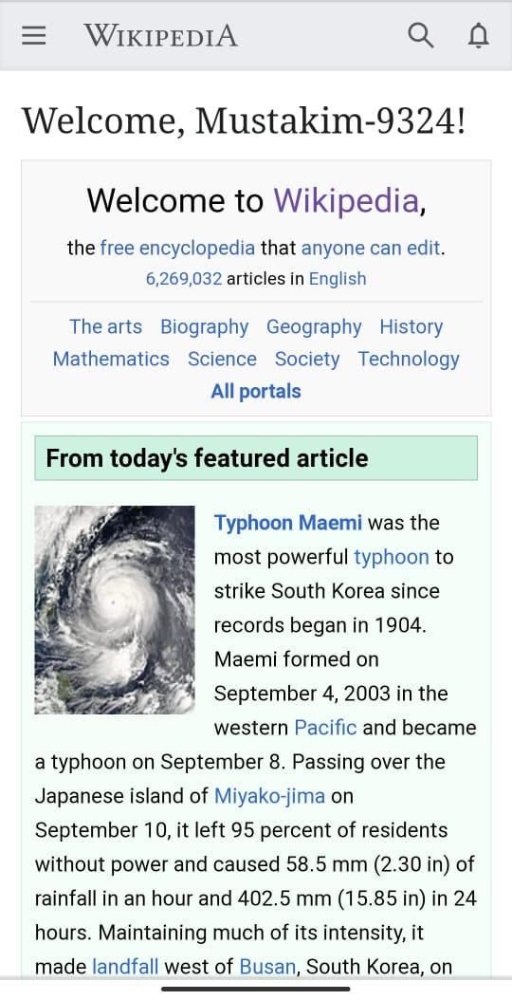 WIKIPEDIA
Welcome, Mustakim-9324!
Welcome to Wikipedia,
the free encyclopedia that anyone can edit.
6,269,032 articles in English
The arts Biography Geography History
Mathematics Science Society Technology
All portals
From today's featured article
Typhoon Maemi was the
most powerful typhoon to
strike South Korea since
records began in 1904.
Maemi formed on
September 4, 2003 in the
western Pacific and became
a typhoon on September 8. Passing over the
Japanese island of Miyako-jima on
September 10, it left 95 percent of residents
without power and caused 58.5 mm (2.30 in) of
rainfall in an hour and 402.5 mm (15.85 in) in 24
hours. Maintaining much of its intensity, it
made landfall west of Busan, South Korea, on